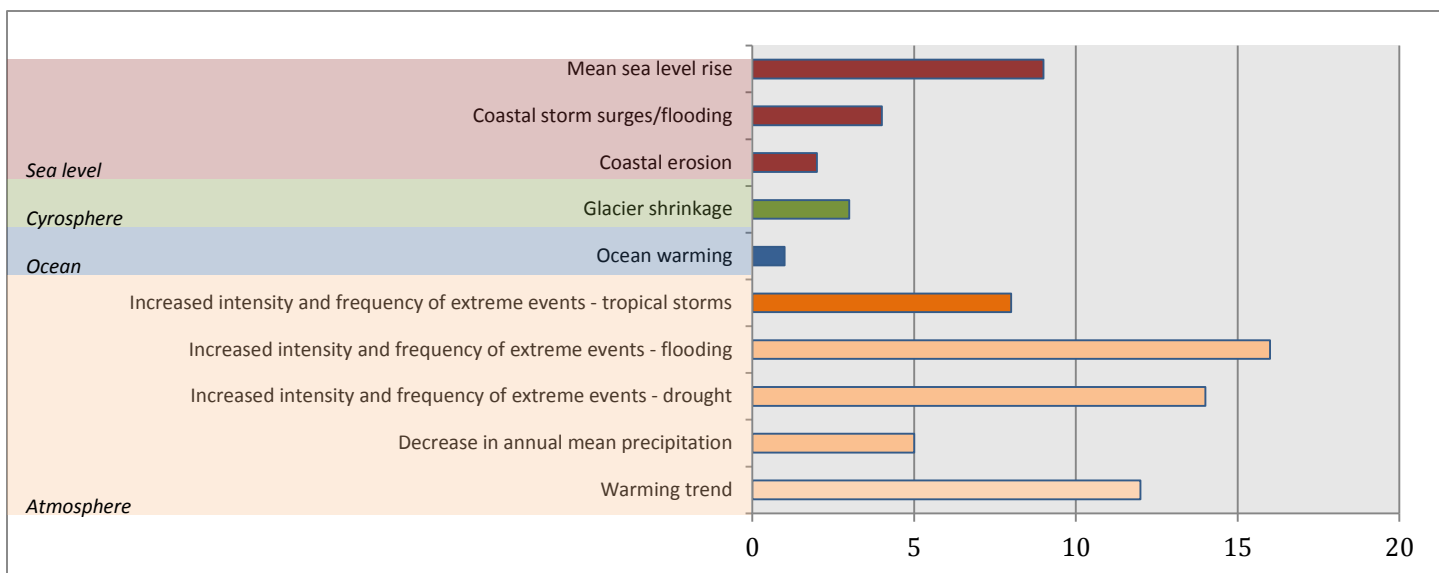 Mean sea level rise
Coastal storm surges/flooding
Sea level
Coastal erosion
Cyrosphere
Glacier shrinkage
Ocean
Ocean warming
Increased intensity and frequency of extreme events - tropical storms
Increased intensity and frequency of extreme events - flooding
Increased intensity and frequency of extreme events - drought
Decrease in annual mean precipitation
Atmosphere
Warming trend
0 5 10 15 20